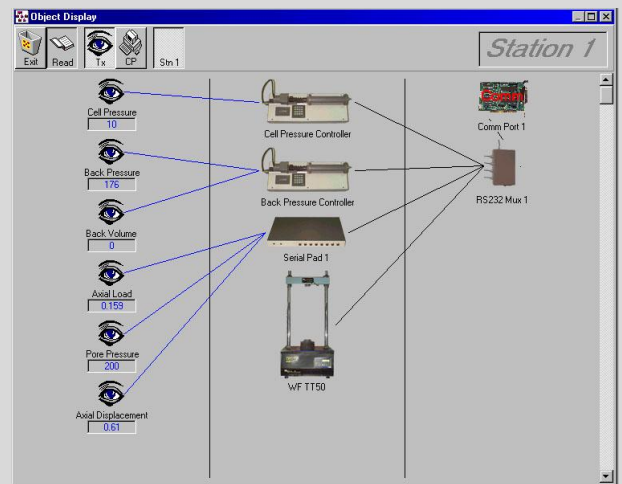 Object Display
Exit Read Tx CP Stn 1
Station 1
Cell Pressure
10
Cell Pressure Controller
Comm
Comm Port 1
Back Pressure
176
Back Pressure Controller
RS232 Mux 1
Back Volume
0
Serial Pad 1
Axial Load
0.159
Pore Pressure
200
WF TT50
Axial Displacement
0.61